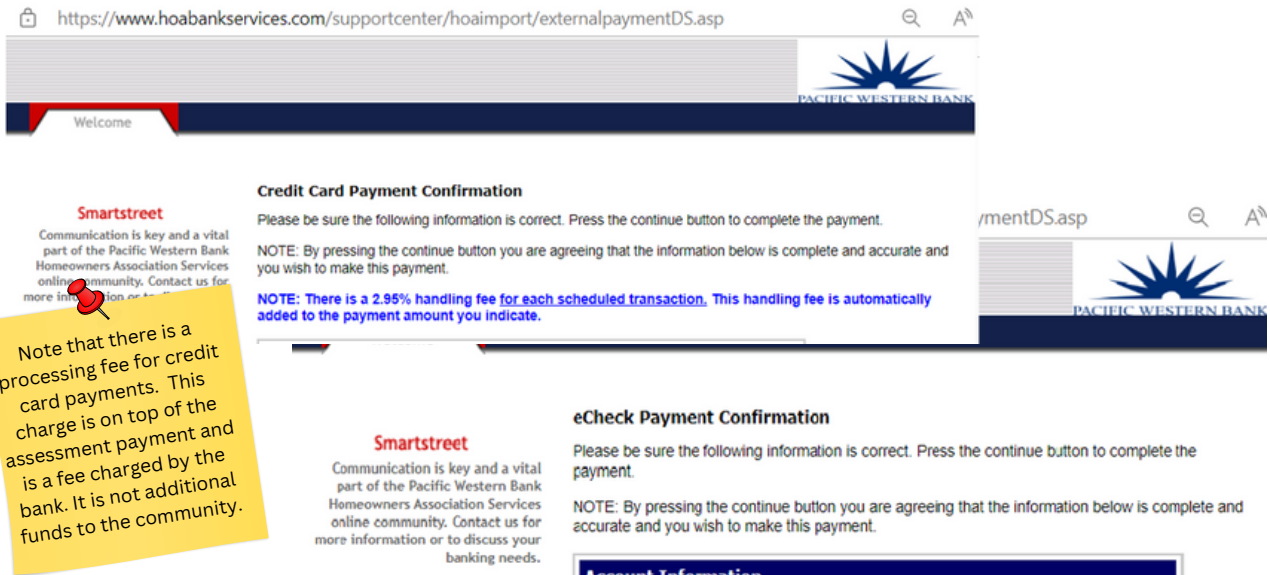 https://www.hoabankservices.com/supportcenter/hoaimport/externalpaymentDS.asp
A
PACIFIC WESTERN BANK
Welcome
Smartstreet
Communication is key and a vital
part of the Pacific Western Bank
Homeowners Association Services
online community. Contact us for
more
Credit Card Payment Confirmation
Please be sure the following information is correct. Press the continue button to complete the payment.
NOTE: By pressing the continue button you are agreeing that the information below is complete and accurate and
you wish to make this payment.
NOTE: There is a 2.95% handling fee for each scheduled transaction. This handling fee is automatically
added to the payment amount you indicate.
Note that there is a
processing fee for credit
card payments. This
charge is on top of the
assessment payment and
is a fee charged by the
bank. It is not additional
funds to the community.
ymentDS.asp
A
PACIFIC WESTERN BANK
Smartstreet
Communication is key and a vital
part of the Pacific Western Bank
Homeowners Association Services
online community. Contact us for
more information or to discuss your
banking needs.
eCheck Payment Confirmation
Please be sure the following information is correct. Press the continue button to complete the
payment.
NOTE: By pressing the continue button you are agreeing that the information below is complete and
accurate and you wish to make this payment.
Account Information